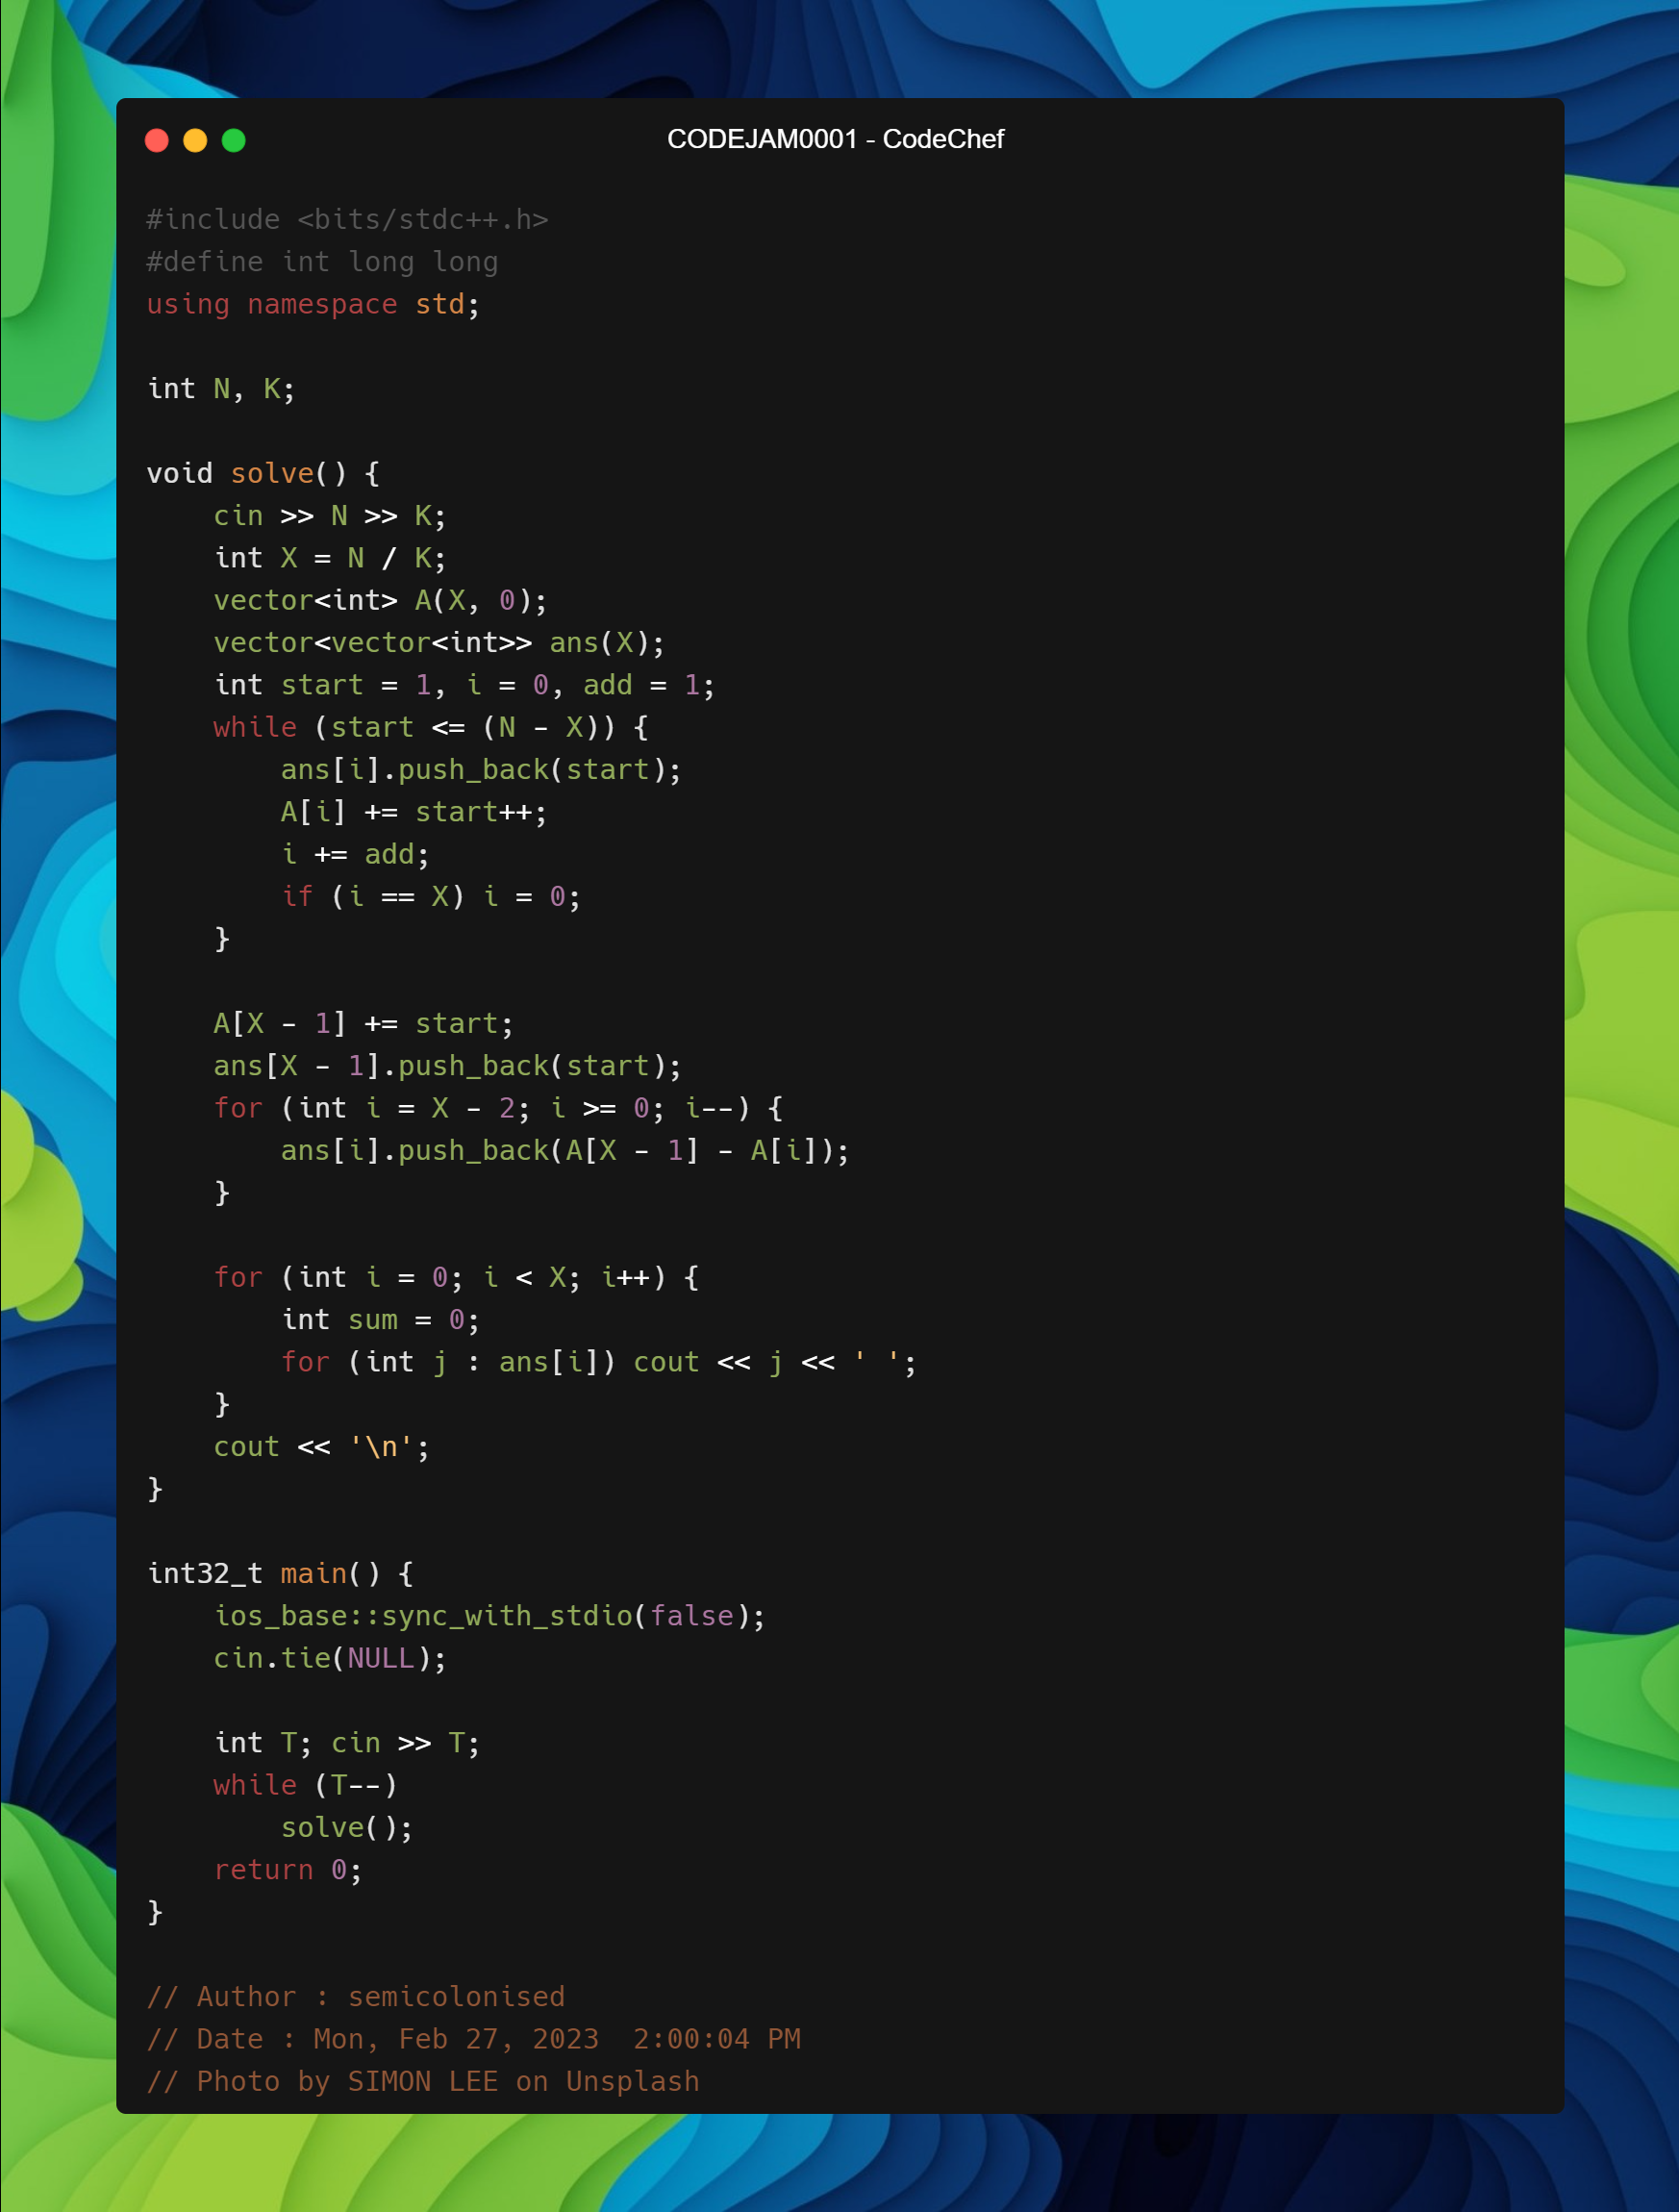 CODEJAM0001 - CodeChef
#include <bits/stdc++.h>
#define int long long
using namespace std;

int N, K;

void solve() {
    cin >> N >> K;
    int X = N / K;
    vector<int> A(X, 0);
    vector<vector<int>> ans(X);
    int start = 1, i = 0, add = 1;
    while (start <= (N - X)) {
        ans[i].push_back(start);
        A[i] += start++;
        i += add;
        if (i == X) i = 0;
    }

    A[X - 1] += start;
    ans[X - 1].push_back(start);
    for (int i = X - 2; i >= 0; i--) {
        ans[i].push_back(A[X - 1] - A[i]);
    }

    for (int i = 0; i < X; i++) {
        int sum = 0;
        for (int j : ans[i]) cout << j << ' ';
    }
    cout << '\n';
}

int32_t main() {
    ios_base::sync_with_stdio(false);
    cin.tie(NULL);

    int T; cin >> T;
    while (T--)
        solve();
    return 0;
}

// Author : semicolonised
// Date : Mon, Feb 27, 2023  2:00:04 PM
// Photo by SIMON LEE on Unsplash